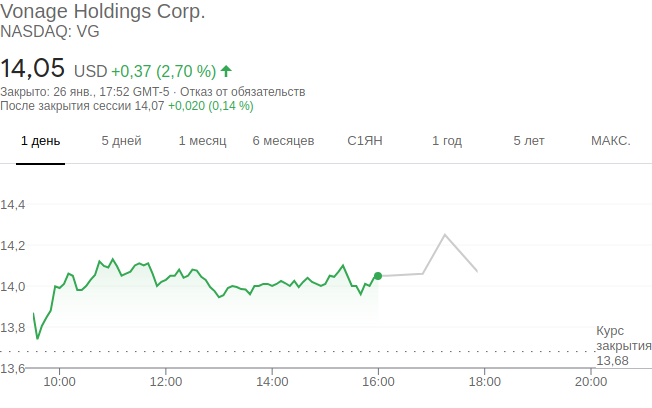 Vonage Holdings Corp.
NASDAQ: VG
14,05 USD +0,37 (2,70 %)
Закрыто: 26 янв., 17:52 GMT-5 · Отказ от обязательств
После закрытия сессии 14,07 +0,020 (0,14 %)
1 день 5 дней 1 месяц 6 месяцев С1ЯН 1 год 5 лет МАКС.
14,4
14,2
14,0
13,8
13,6
Курс
закрытия
13,68
10:00 12:00 14:00 16:00 18:00 20:00